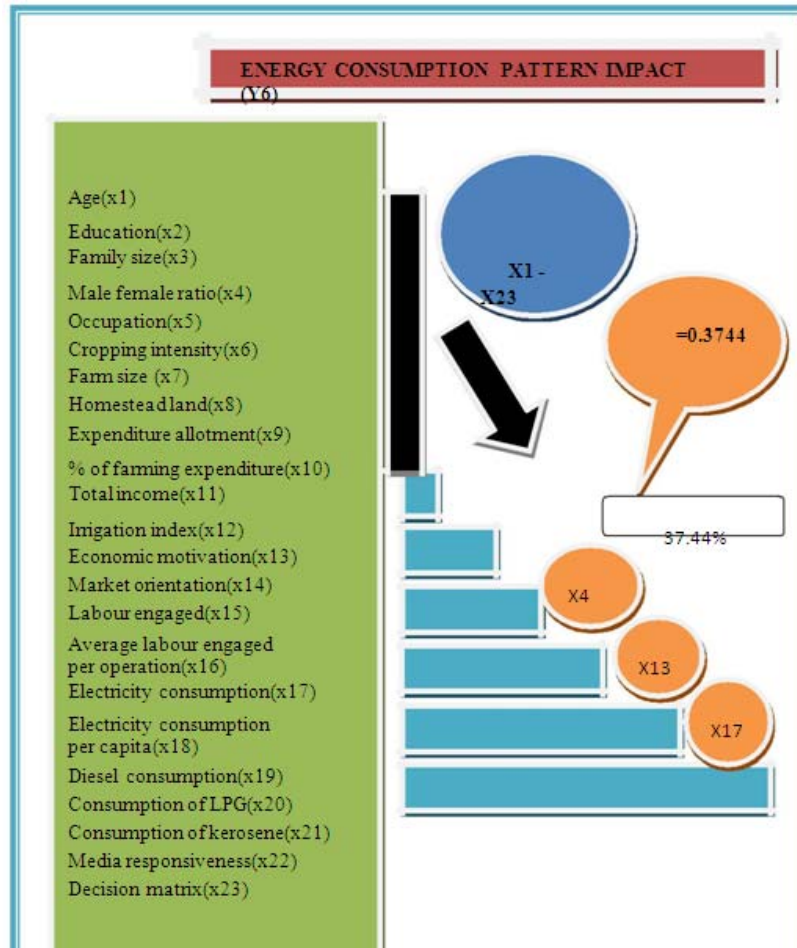 ENERGY CONSUMPTION PATTERN IMPACT
(Y6)
Age(x1)
Education(x2)
Family size(x3)
Male female ratio(x4)
Occupation(x5)
Cropping intensity(x6)
Farm size (x7)
Homestead land(x8)
Expenditure allotment(x9)
% of farming expenditure(x10)
Total income(x11)
Irrigation index(x12)
Economic motivation(x13)
Market orientation(x14)
Labour engaged(x15)
Average labour engaged
per operation(x16)
Electricity consumption(x17)
Electricity consumption
per capita(x18)
Diesel consumption(x19)
Consumption of LPG(x20)
Consumption of kerosene(x21)
Media responsiveness(x22)
Decision matrix(x23)
X1 -
X23
=0.3744
37.44%
X4
X13
X17